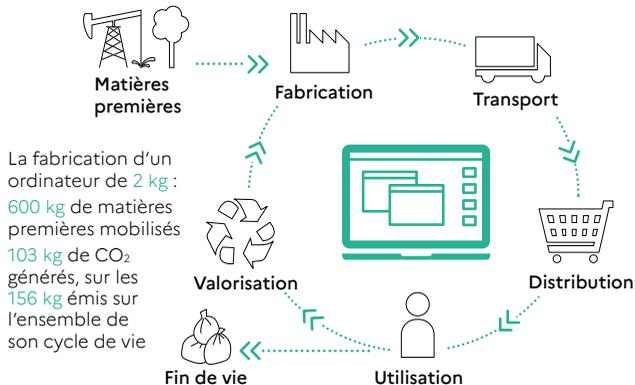 Matières
premières
Fabrication
Transport
La fabrication d’un
ordinateur de 2 kg :
600 kg de matières
premières mobilisés
103 kg de CO₂
générés, sur les
156 kg émis sur
l’ensemble de
son cycle de vie
Valorisation
Distribution
Fin de vie
Utilisation